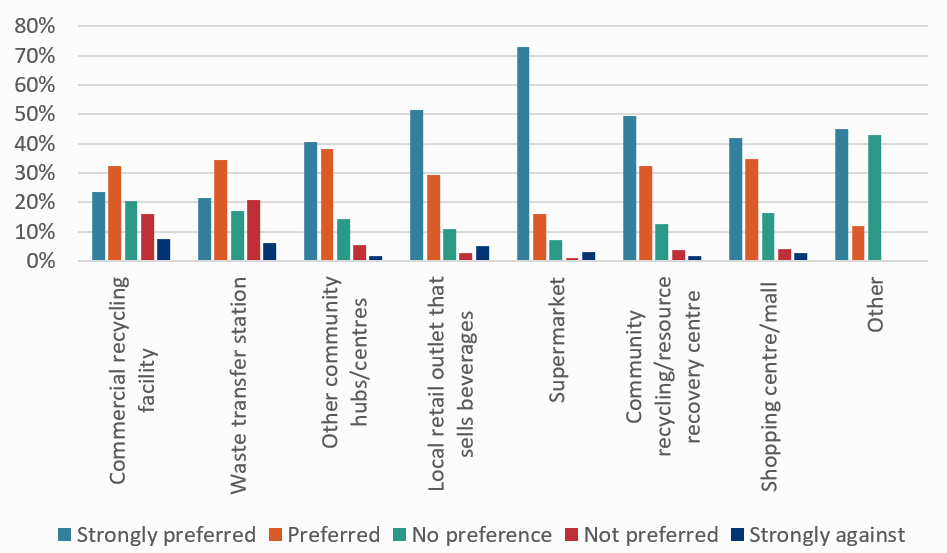 80%
70%
60%
50%
40%
30%
20%
10%
0%
Commercial recycling
facility
Waste transfer station
Other community
hubs/centres
Local retail outlet that
sells beverages
Supermarket
Community
recycling/resource
recovery centre
Shopping centre/mall
Other
Strongly preferred
Preferred
No preference
Not preferred
Strongly against